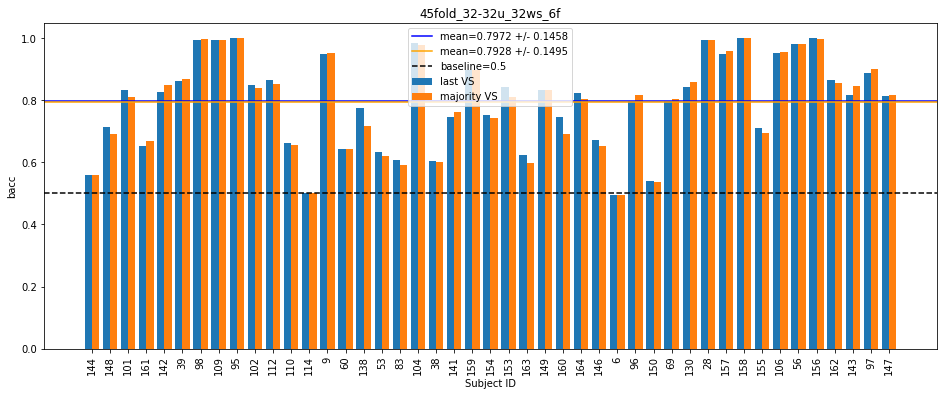 45fold_32-32u_32ws_6f
mean=0.7972 +/- 0.1458
mean=0.7928 +/- 0.1495
baseline=0.5
last VS
majority VS
bacc
1.0
0.8
0.6
0.4
0.2
0.0
144 148 101 161 142 39 98 109 95 102 112 110 114 9 60 138 53 83 104 38 141 159 154 153 163 149 160 164 146 6 96 150 69 130 28 157 158 155 106 56 156 162 143 97 147
Subject ID